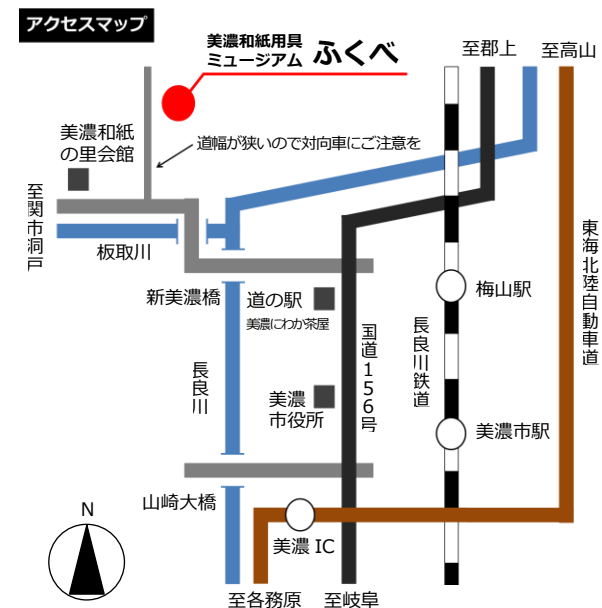 アクセスマップ
美濃和紙用具
ミュージアム ふくべ
至郡上
至高山
美濃和紙
の里会館
道幅が狭いので対向車にご注意を
至関市洞戸
板取川
東海北陸自動車道
新美濃橋
道の駅
美濃にわか茶屋
梅山駅
国道156号
長良川鉄道
長良川
美濃
市役所
美濃市駅
山崎大橋
美濃 IC
N
至各務原
至岐阜